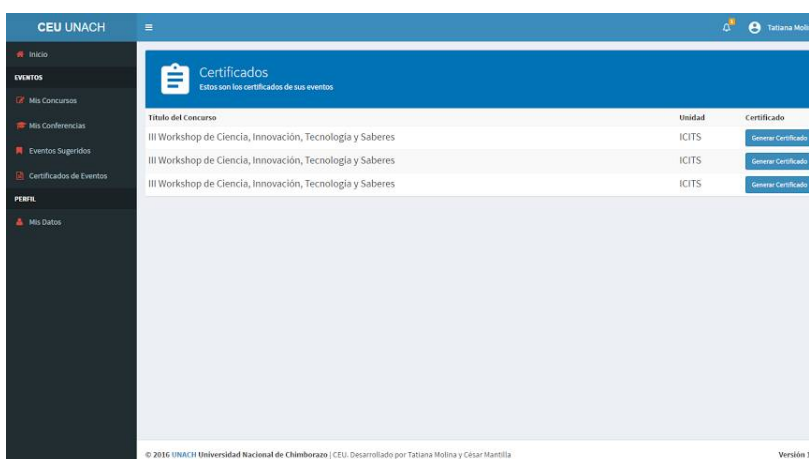 CEU UNACH
Tatiana
Inicio
EVENTOS
Mis Concursos
Mis Conferencias
Eventos Sugeridos
Certificados de Eventos
PERFIL
Mis Datos
Certificados
Estos son los certificados de sus eventos
Título del Concurso Unidad Certificado
III Workshop de Ciencia, Innovación, Tecnología y Saberes ICITS Generar Certificado
III Workshop de Ciencia, Innovación, Tecnología y Saberes ICITS Generar Certificado
III Workshop de Ciencia, Innovación, Tecnología y Saberes ICITS Generar Certificado
© 2016 UNACH Universidad Nacional de Chimborazo | CEU. Desarrollado por Tatiana Molina y César Mantilla Versión